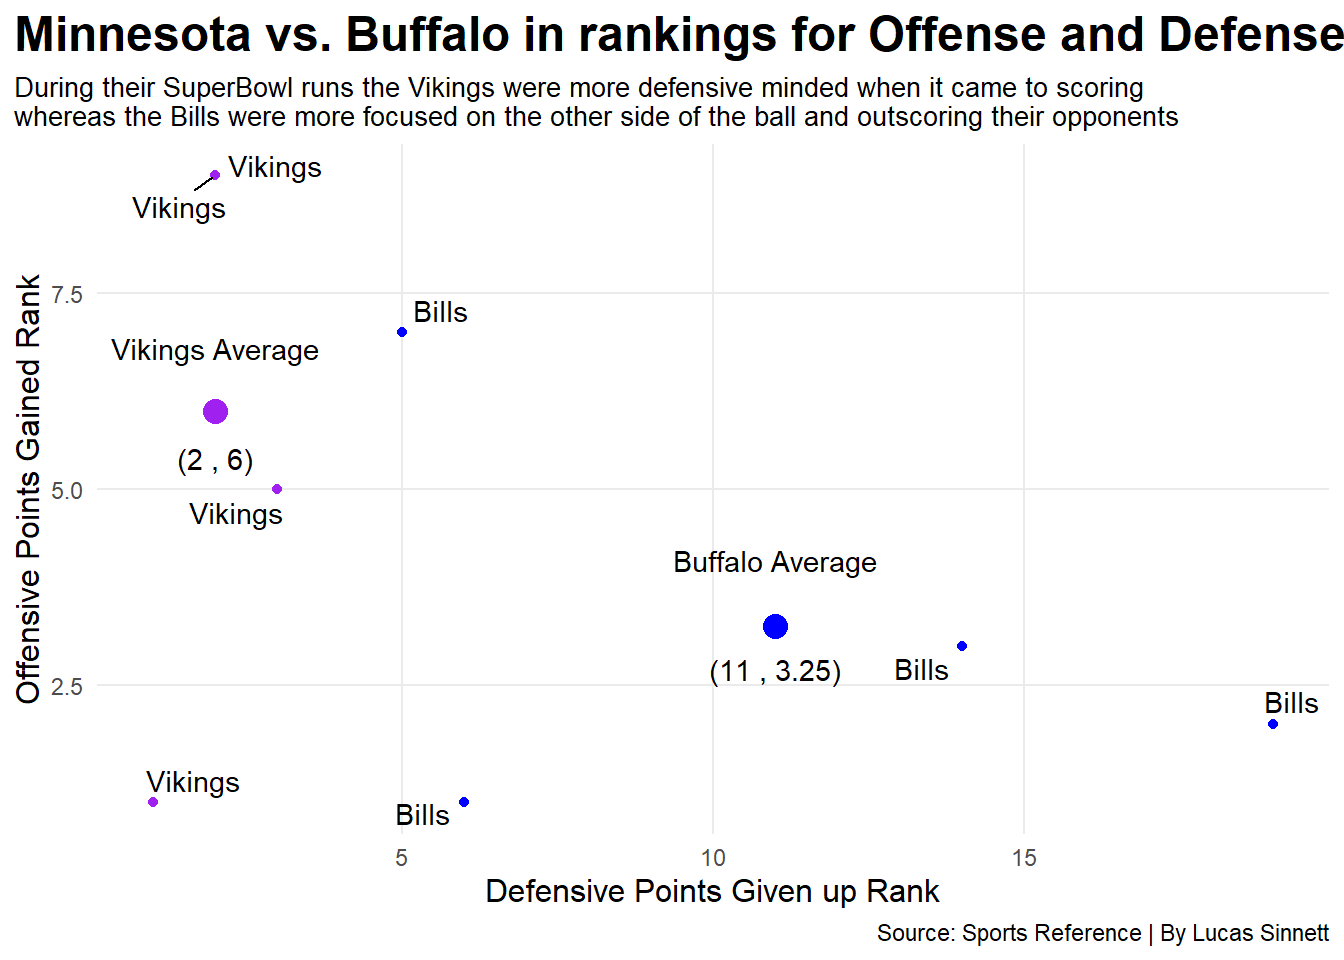 Minnesota vs. Buffalo in rankings for Offense and Defense
During their SuperBowl runs the Vikings were more defensive minded when it came to scoring
whereas the Bills were more focused on the other side of the ball and outscoring their opponents
Vikings
Vikings
7.5
Bills
Vikings Average
(2 , 6)
5.0
Vikings
Buffalo Average
(11 , 3.25)
Bills
2.5
Bills
Vikings
Bills
Offensive Points Gained Rank
5
10
15
Defensive Points Given up Rank
Source: Sports Reference | By Lucas Sinnett